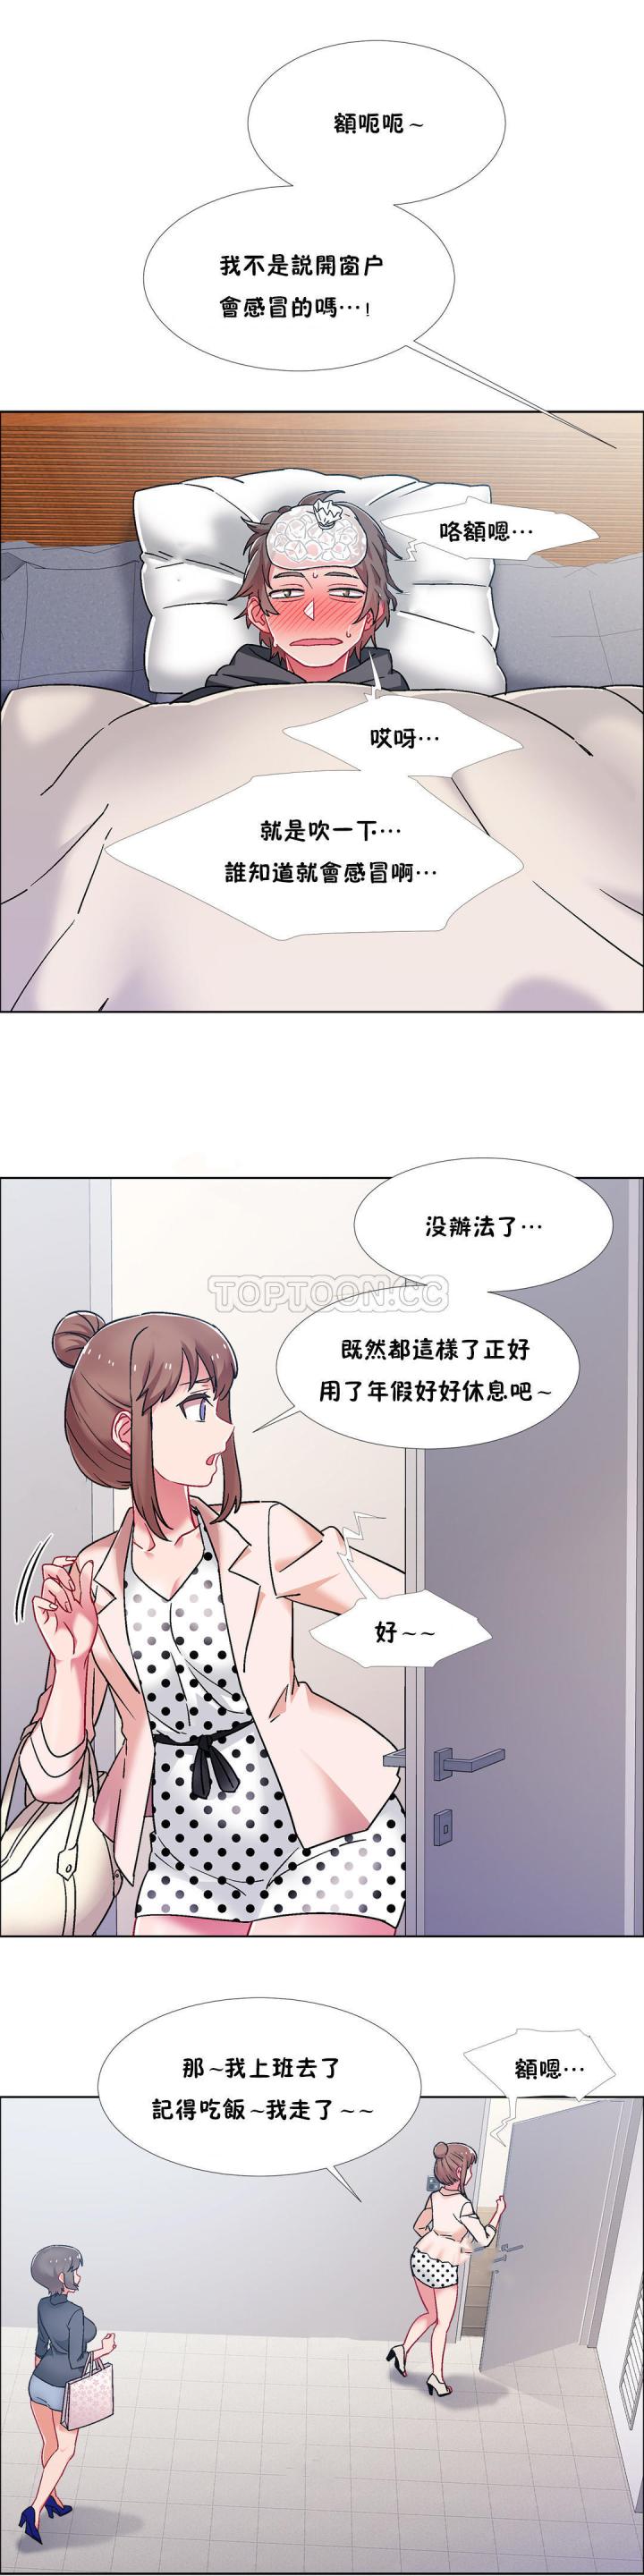 額呃呃~
我不是説開窗户
會感冒的嗎…!
咯額嗯…
哎呀…
就是吹一下…
誰知道就會感冒啊…
没辦法了…
TOPTOON.CC
既然都這樣了正好
用了年假好好休息吧~
好~~
那~我上班去了
記得吃飯~我走了~~
額嗯…